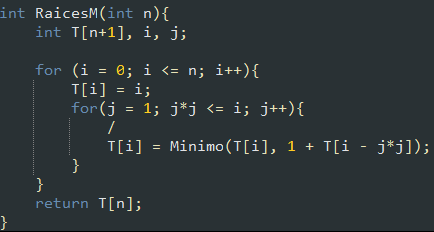 int RaicesM(int n){
    int T[n+1], i, j;

    for (i = 0; i <= n; i++){
        T[i] = i;
        for(j = 1; j*j <= i; j++){
            /
            T[i] = Minimo(T[i], 1 + T[i - j*j]);
        }
    }
    return T[n];
}